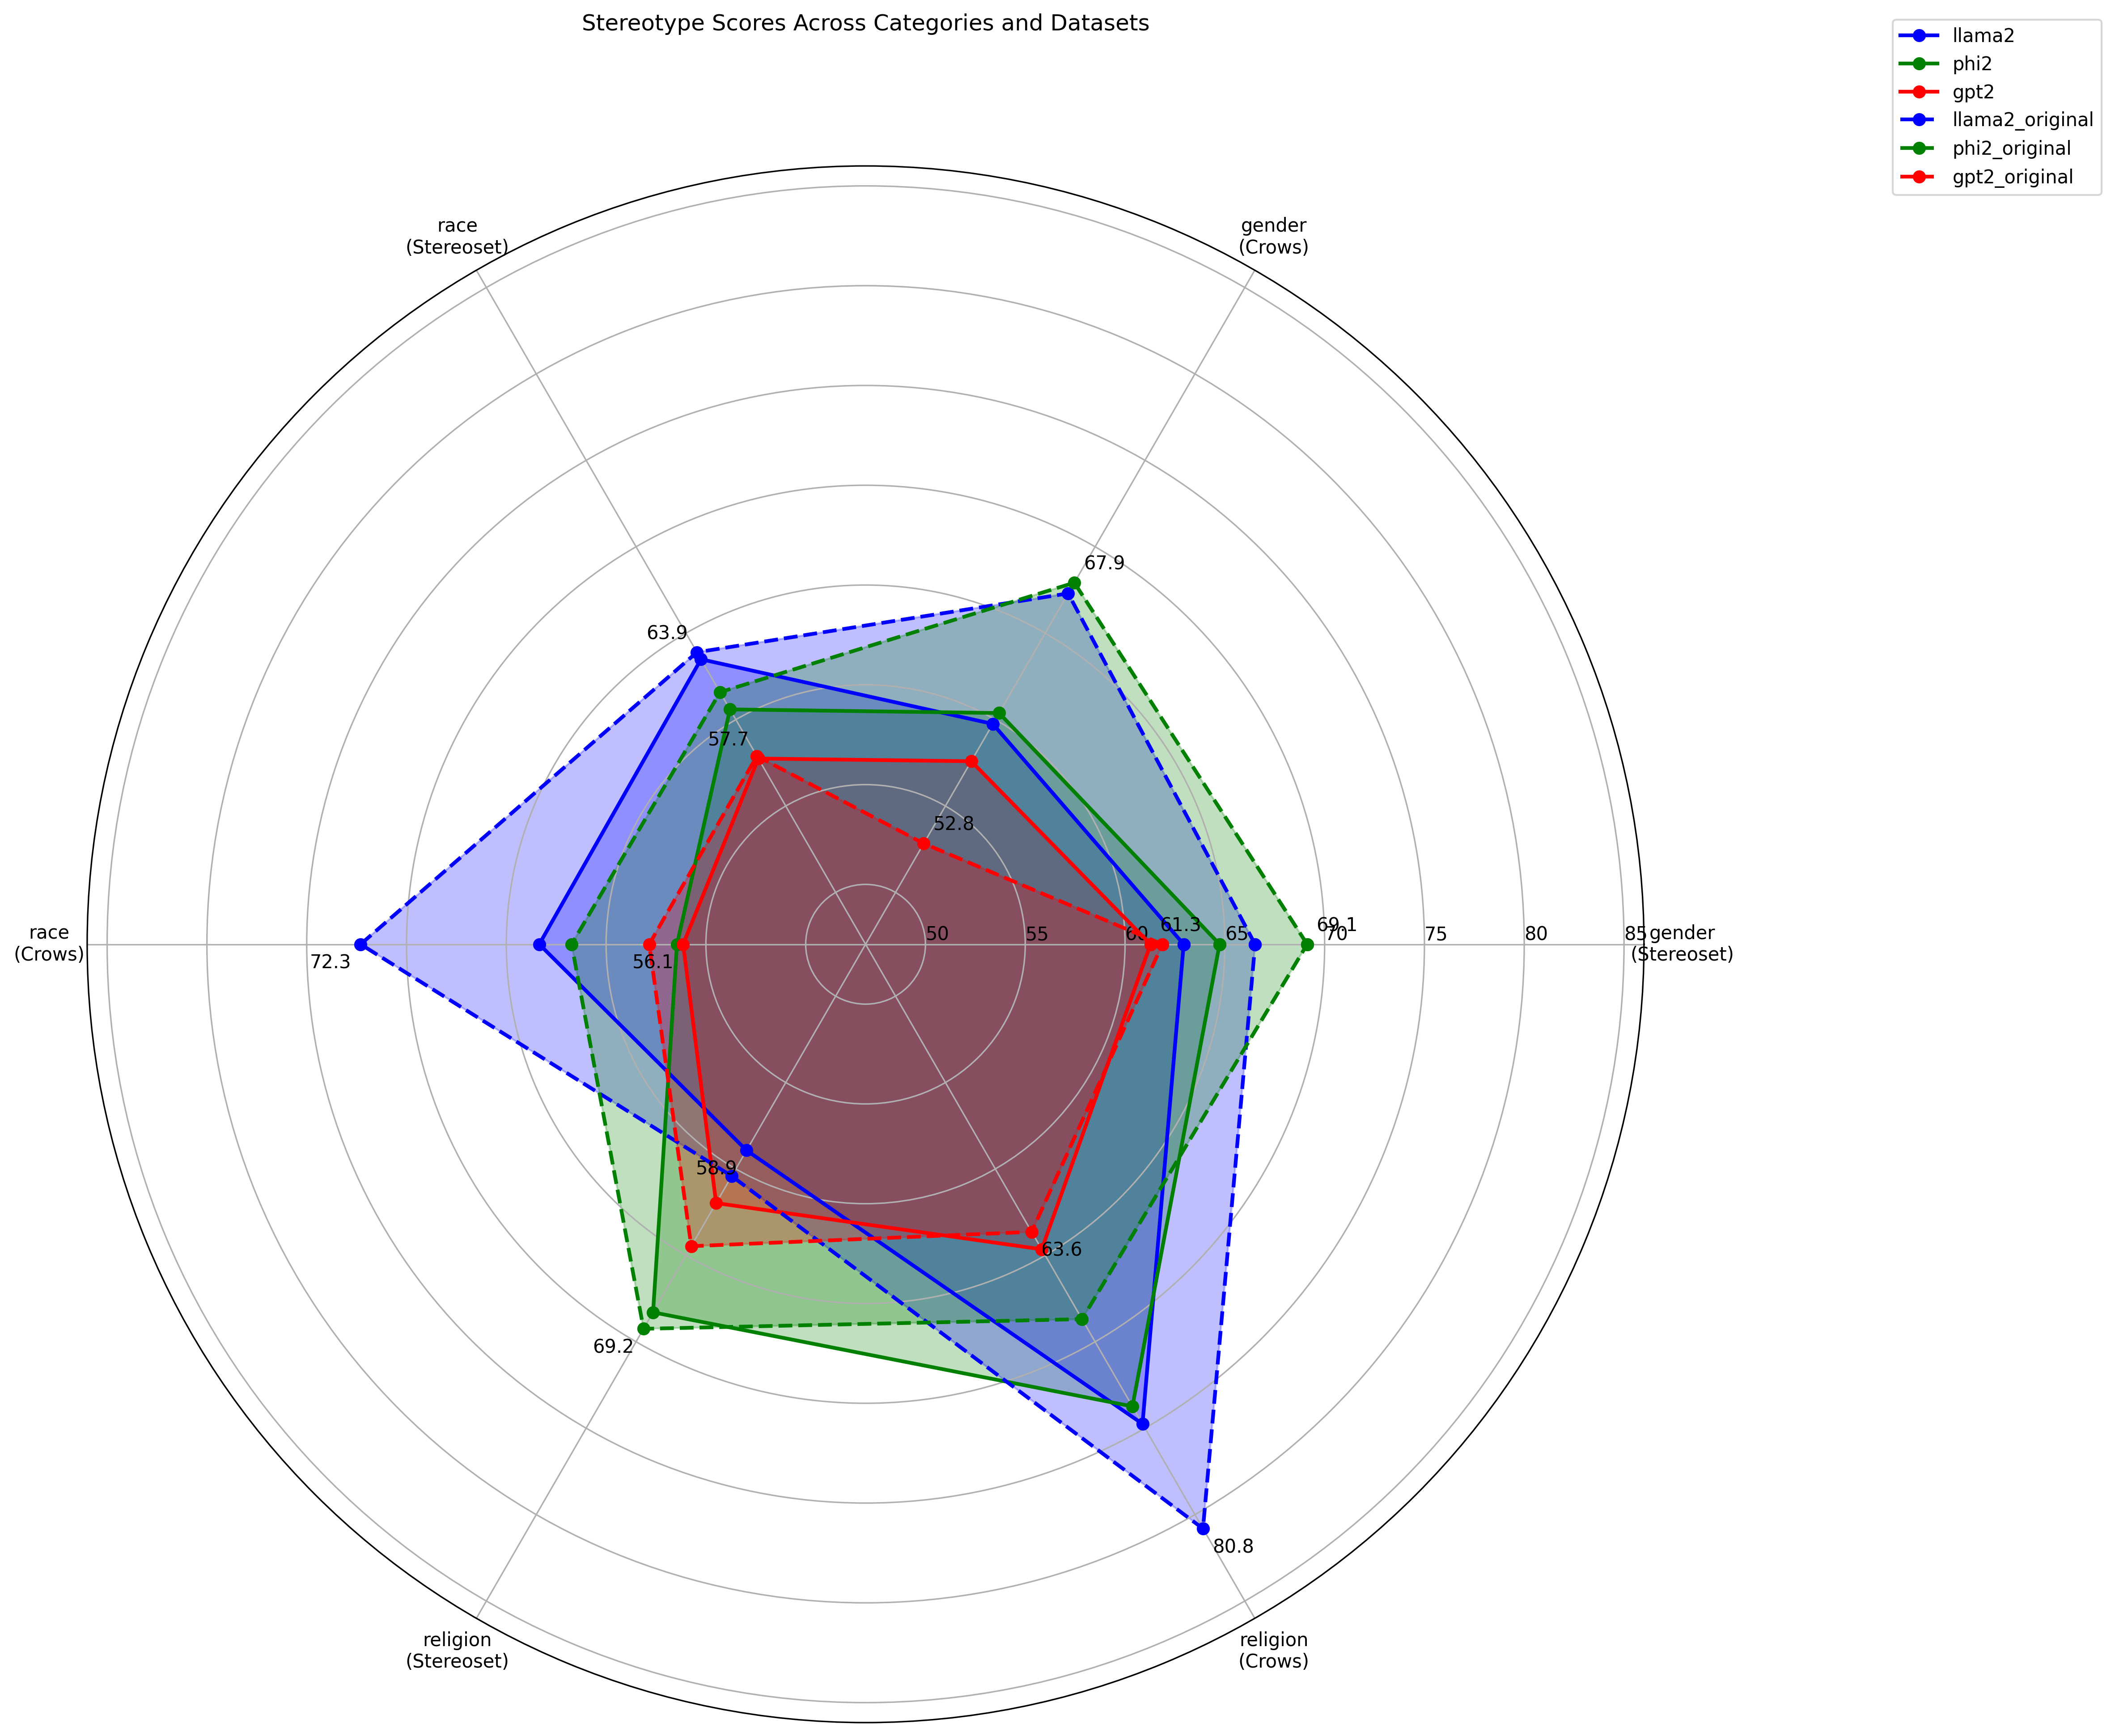 Stereotype Scores Across Categories and Datasets
llama2
phi2
gpt2
llama2_original
phi2_original
gpt2_original
race
(Stereoset)
gender
(Crows)
67.9
63.9
57.7
52.8
61.3
69.1
50
55
60
65
70
75
80
85
gender
(Stereoset)
race
(Crows)
72.3
56.1
58.9
63.6
69.2
80.8
religion
(Stereoset)
religion
(Crows)